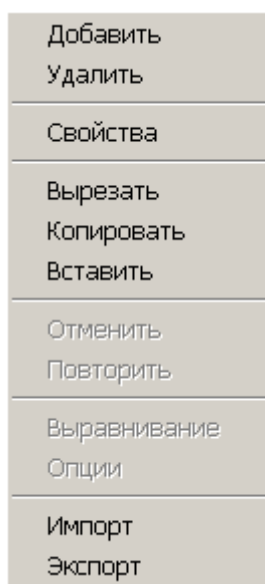 Добавить
Удалить
Свойства
Вырезать
Копировать
Вставить
Отменить
Повторить
Выравнивание
Опции
Импорт
Экспорт